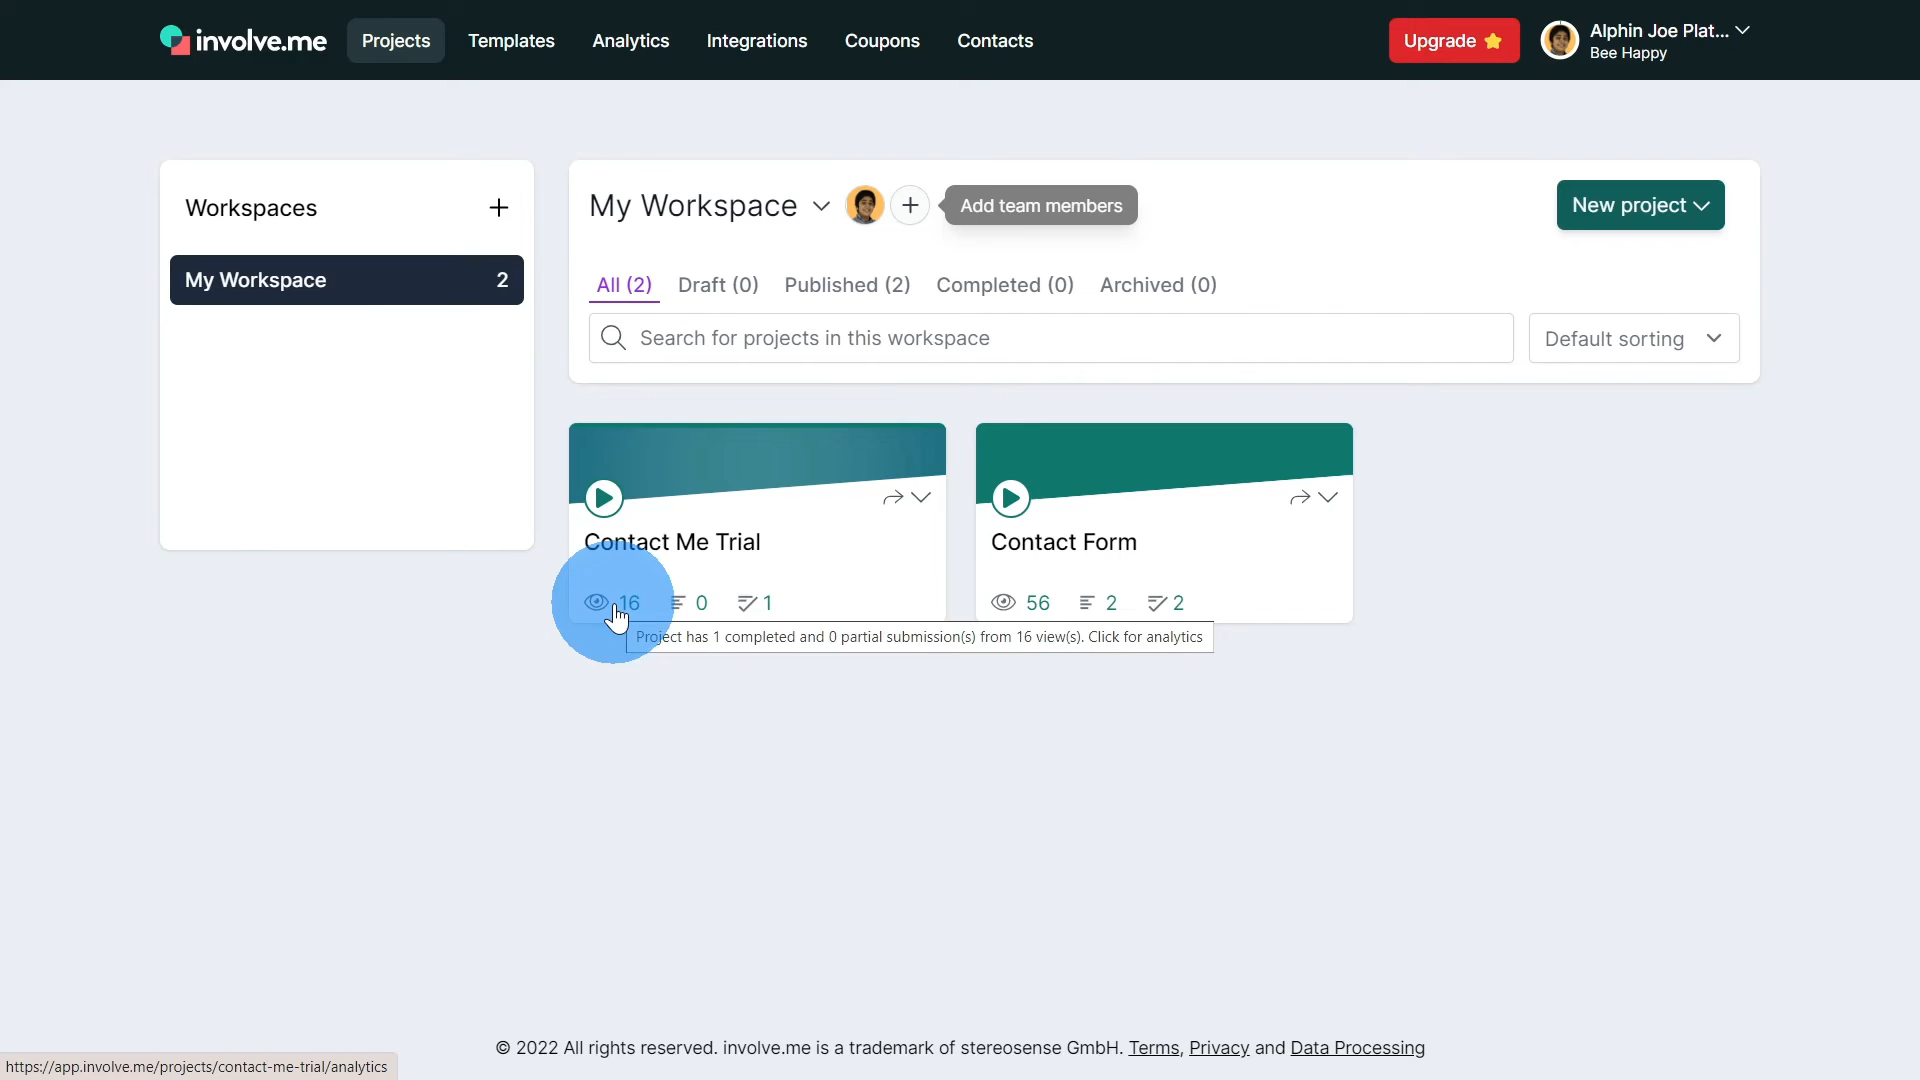 involve.me
Projects
Templates
Analytics
Integrations
Coupons
Contacts
Upgrade
Alphin Joe Plat...
Bee Happy
Workspaces
My Workspace 2
My Workspace
Add team members
New project
All (2)
Draft (0)
Published (2)
Completed (0)
Archived (0)
Search for projects in this workspace
Default sorting
Contact Me Trial
16 0 1
Contact Form
56 2 2
Project has 1 completed and 0 partial submission(s) from 16 view(s). Click for analytics
© 2022 All rights reserved. involve.me is a trademark of stereosense GmbH. Terms, Privacy and Data Processing
https://app.involve.me/projects/contact-me-trial/analytics